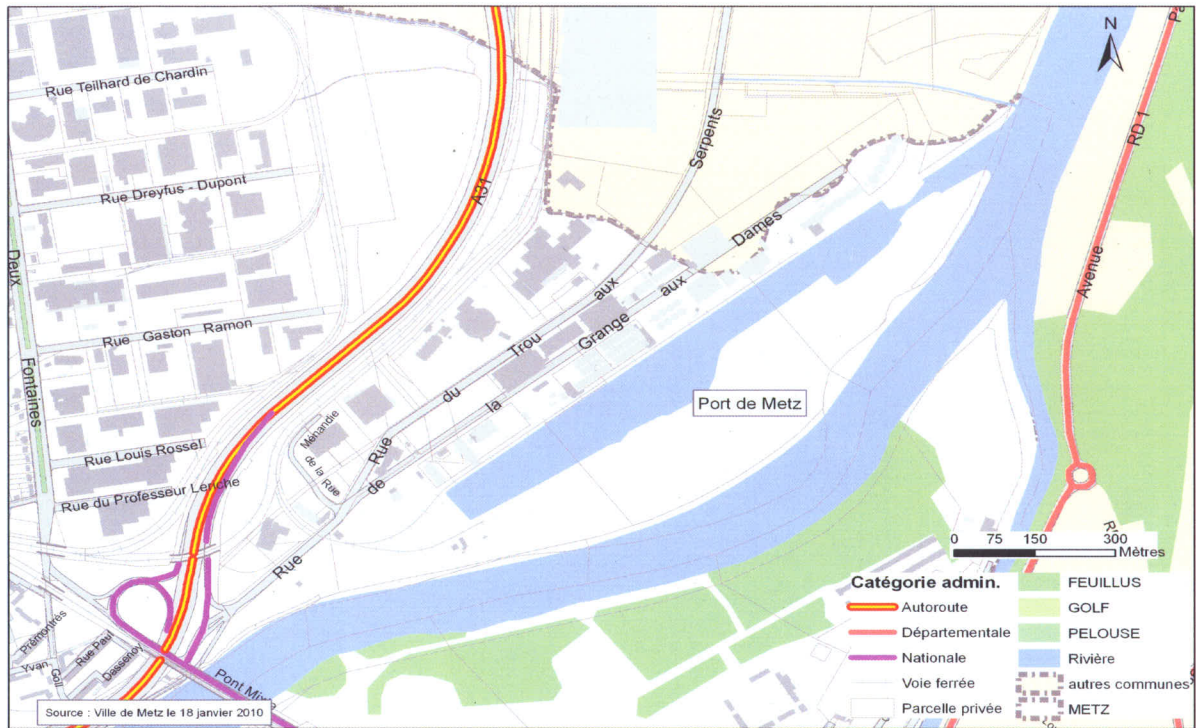 N
Rue Teilhard de Chardin
Rue Dreyfus - Dupont
Rue Gaston Ramon
Rue Louis Rossel
Rue du Professeur Lenche
Deux
Fontaines
A31
Serpents
aux
Trou
du
Rue
Dames
aux
Grange
la
de
Rue
Ménandie
de la Rue
Port de Metz
RD 1
Avenue
Prémontrés
Rue Paul
Dassenoy
Yvan
Goll
Pont
0 75 150 300
Mètres
Catégorie admin.
Autoroute
Départementale
Nationale
Voie ferrée
Parcelle privée
FEUILLUS
GOLF
PELOUSE
Rivière
autres communes
METZ
Source : Ville de Metz le 18 janvier 2010